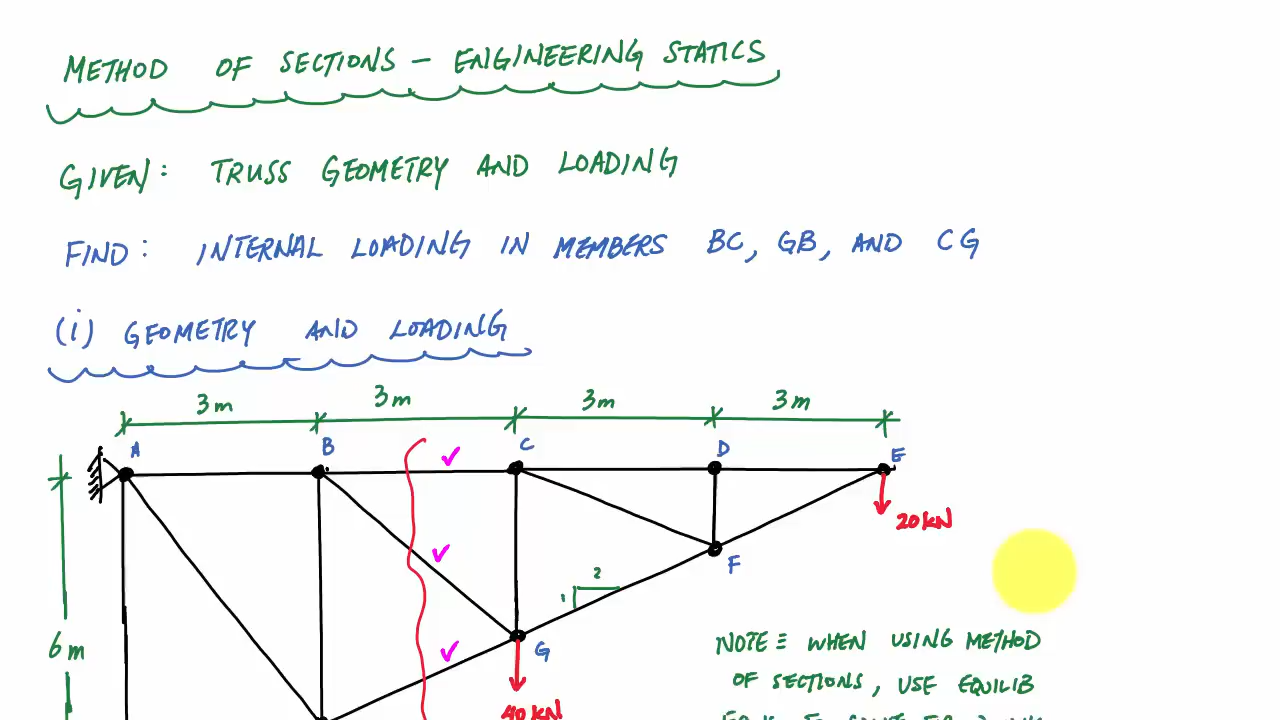 METHOD OF SECTIONS - ENGINEERING STATICS
GIVEN: TRUSS GEOMETRY AND LOADING
FIND: INTERNAL LOADING IN MEMBERS BC, GB, AND CG
(i) GEOMETRY AND LOADING
3m 3m 3m 3m
A B C D E
20kN
F
2
1
G
6m
40kN
NOTE: WHEN USING METHOD
OF SECTIONS, USE EQUILIB